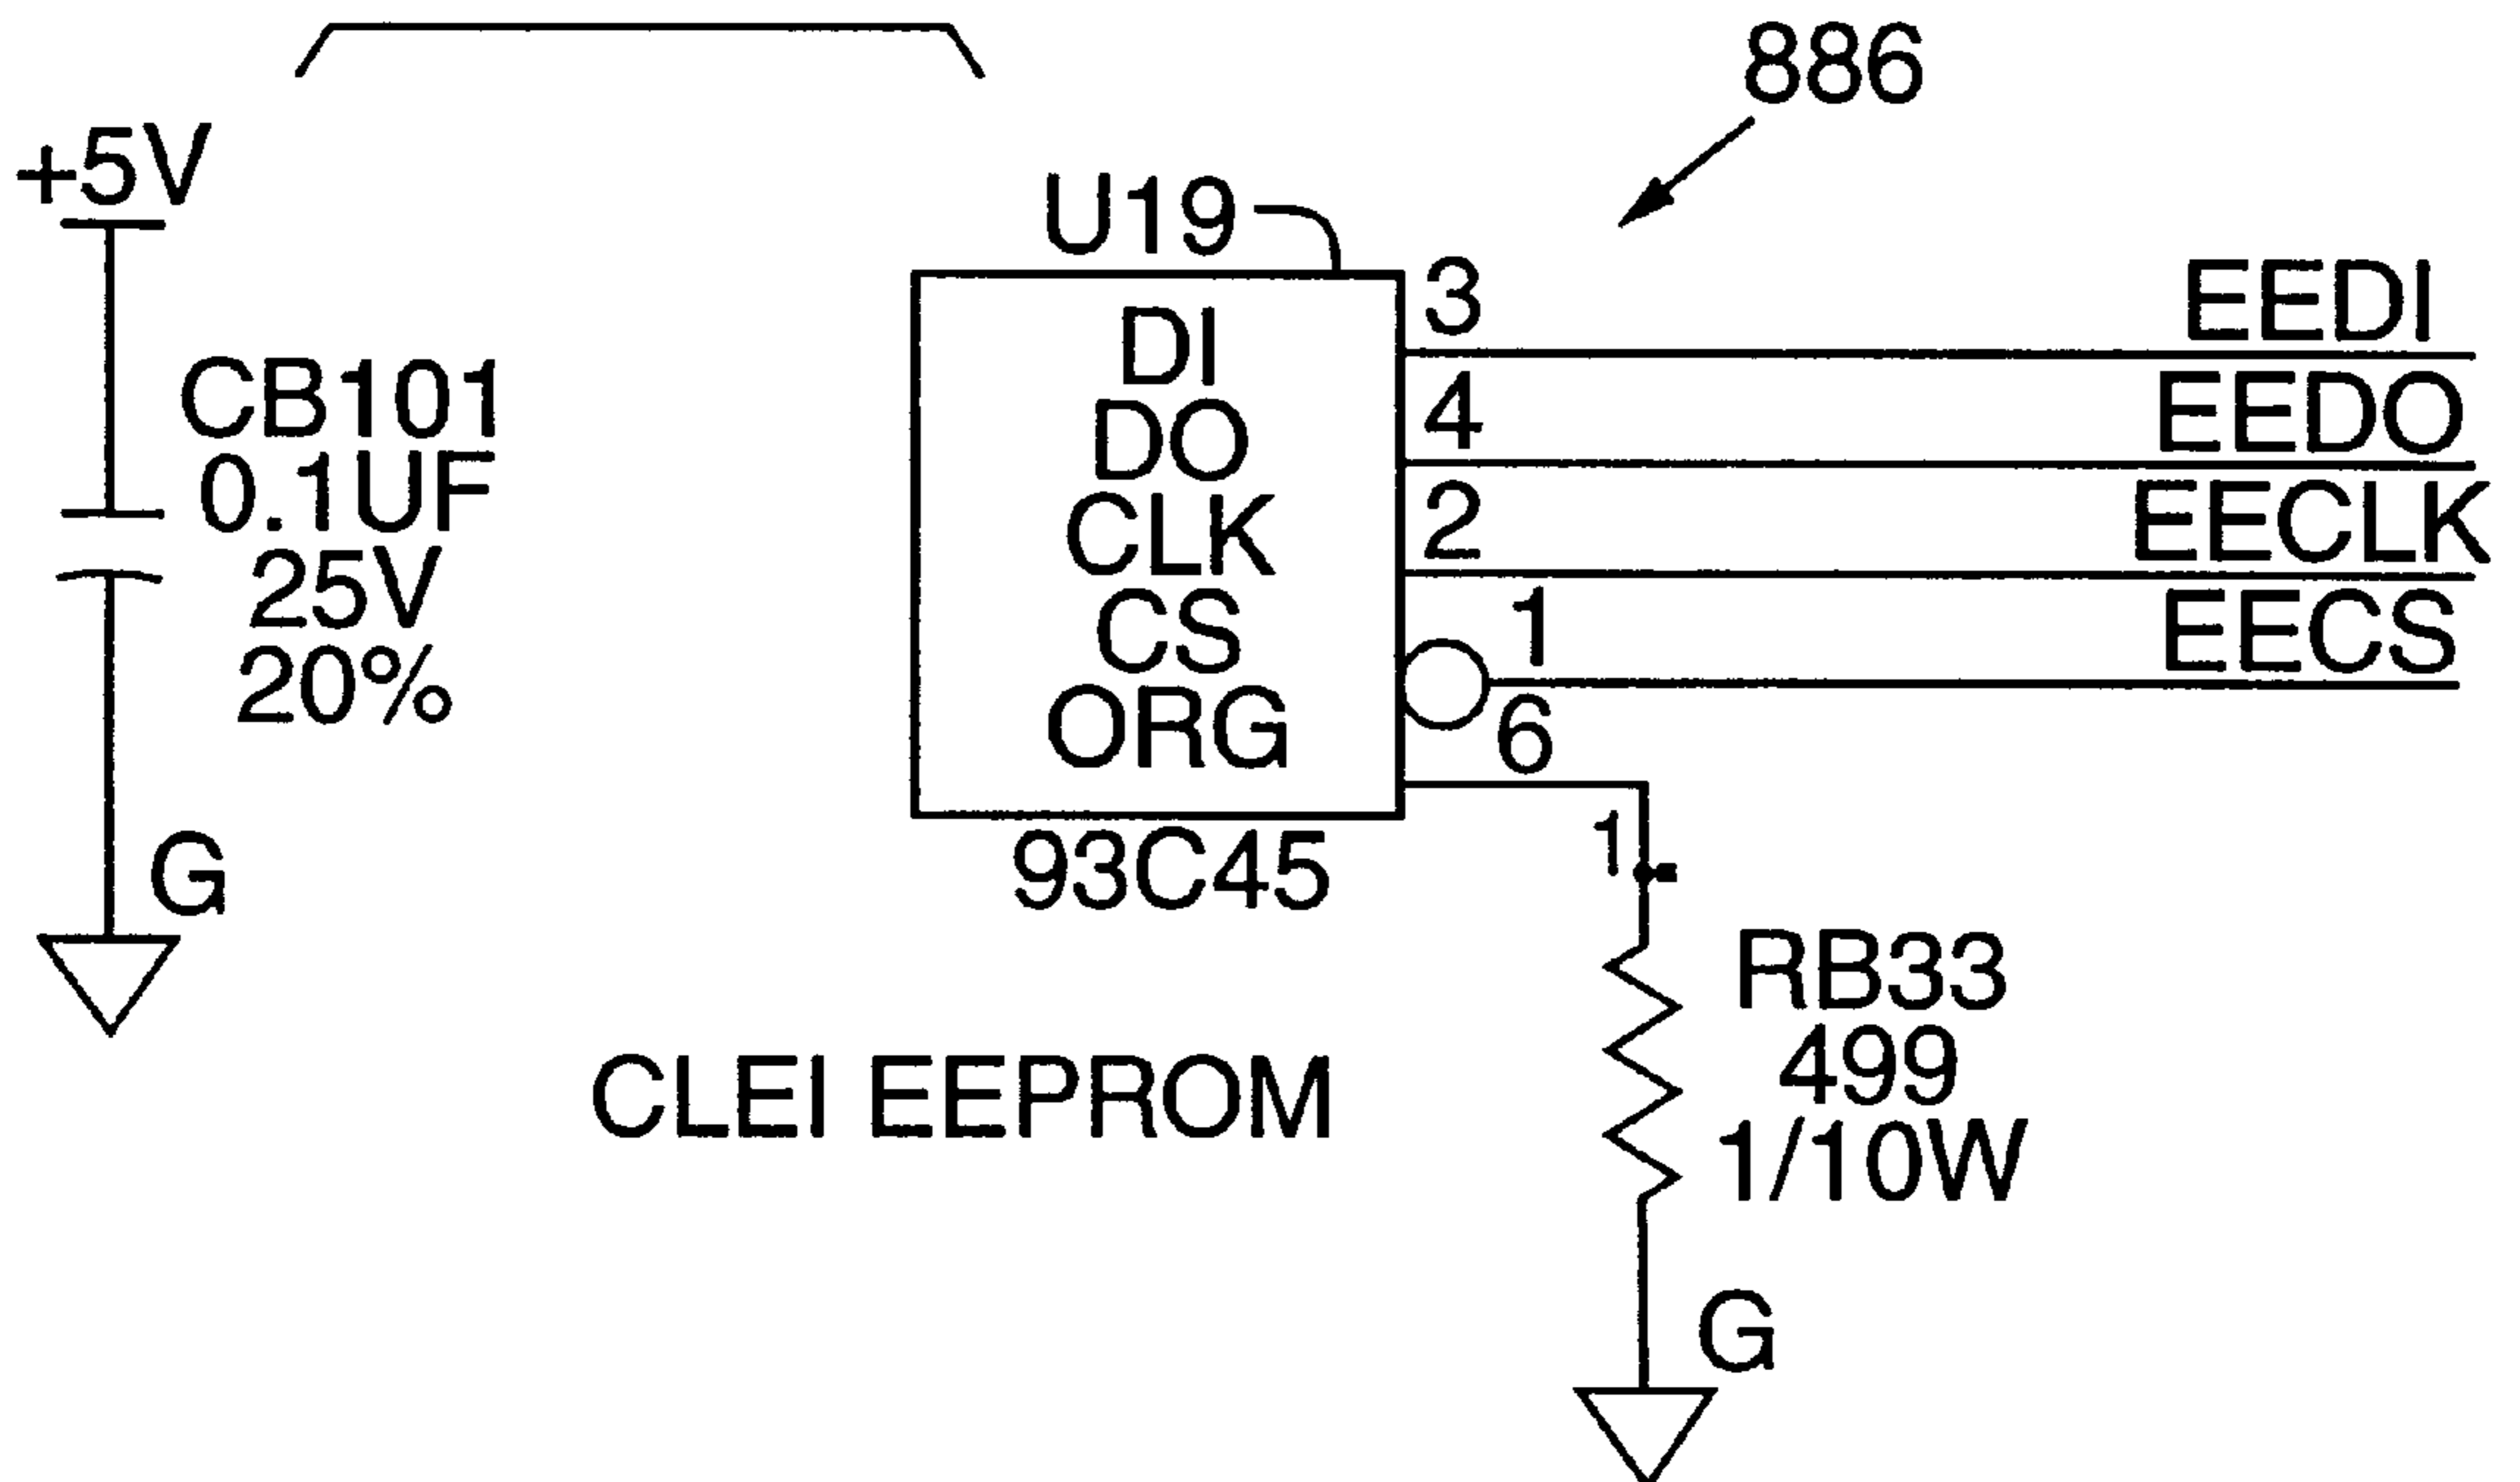 886
+5V
U19
CB101
0.1UF
25V
20%
G
DI
DO
CLK
CS
ORG
93C45
3
EEDI
4
EEDO
2
EECLK
1
EECS
6
1
RB33
499
1/10W
G
CLEI EEPROM